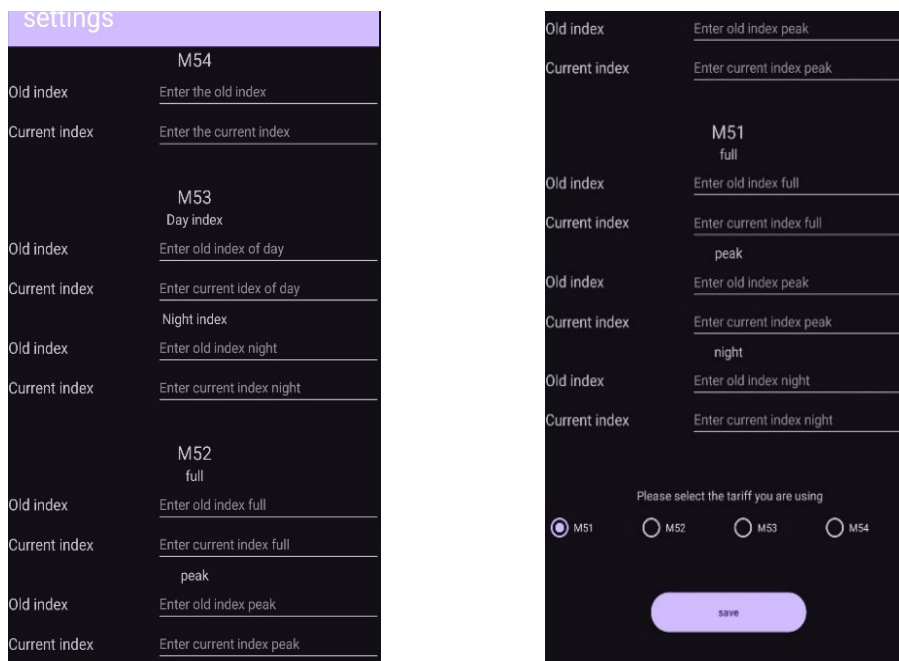 settings
M54
Old index Enter the old index
Current index Enter the current index
M53
Day index
Old index Enter old index of day
Current index Enter current idex of day
Night index
Old index Enter old index night
Current index Enter current index night
M52
full
Old index Enter old index full
Current index Enter current index full
peak
Old index Enter old index peak
Current index Enter current index peak
Old index Enter old index peak
Current index Enter current index peak
M51
full
Old index Enter old index full
Current index Enter current index full
peak
Old index Enter old index peak
Current index Enter current index peak
night
Old index Enter old index night
Current index Enter current index night
Please select the tariff you are using
M51 M52 M53 M54
save